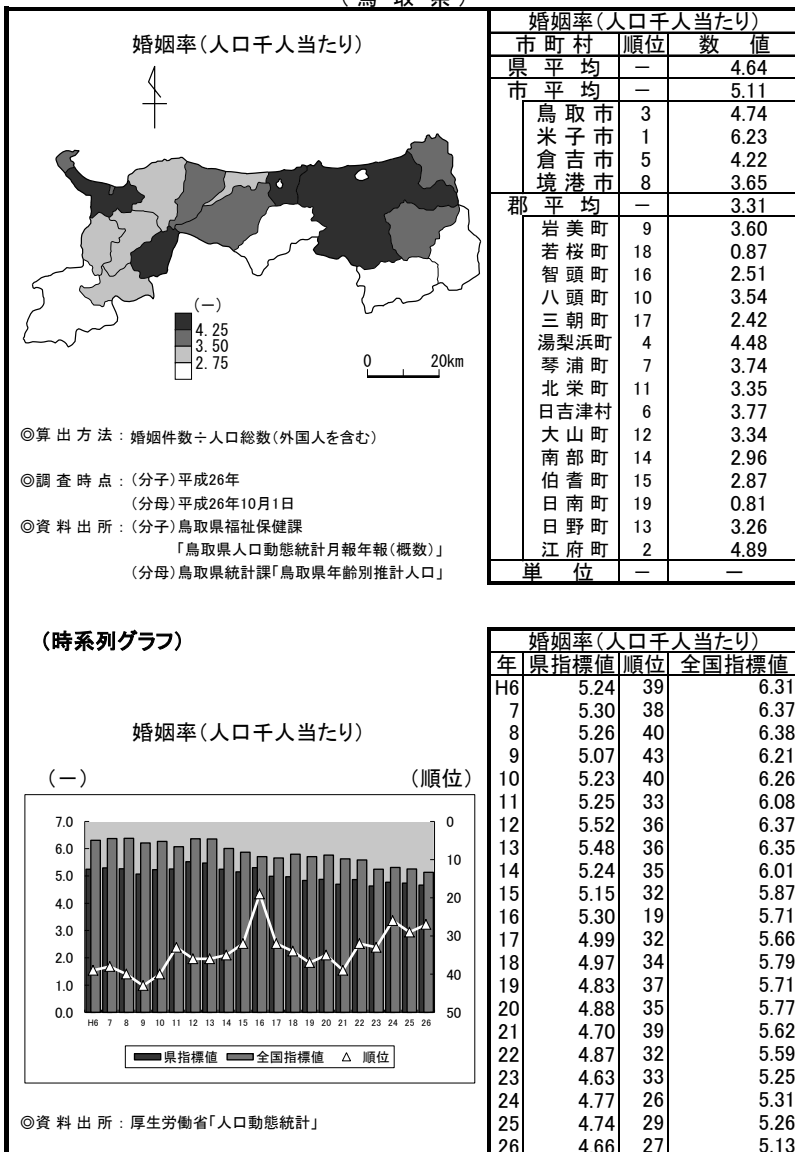 (鳥 取 県)
婚姻率(人口千人当たり)
(－)
4.25
3.50
2.75
0 20km
◎算 出 方 法 : 婚姻件数÷人口総数(外国人を含む)
◎調 査 時 点 : (分子)平成26年
(分母)平成26年10月1日
◎資 料 出 所 : (分子)鳥取県福祉保健課
「鳥取県人口動態統計月報年報(概数)」
(分母)鳥取県統計課「鳥取県年齢別推計人口」
婚姻率(人口千人当たり)
市 町 村 順位 数 値
県 平 均 － 4.64
市 平 均 － 5.11
鳥 取 市 3 4.74
米 子 市 1 6.23
倉 吉 市 5 4.22
境 港 市 8 3.65
郡 平 均 － 3.31
岩 美 町 9 3.60
若 桜 町 18 0.87
智 頭 町 16 2.51
八 頭 町 10 3.54
三 朝 町 17 2.42
湯梨浜町 4 4.48
琴 浦 町 7 3.74
北 栄 町 11 3.35
日吉津村 6 3.77
大 山 町 12 3.34
南 部 町 14 2.96
伯 耆 町 15 2.87
日 南 町 19 0.81
日 野 町 13 3.26
江 府 町 2 4.89
単 位 － －
(時系列グラフ)
婚姻率(人口千人当たり)
(－) (順位)
7.0 0
6.0 10
5.0
4.0 20
3.0 30
2.0
1.0 40
0.0 50
H6 7 8 9 10 11 12 13 14 15 16 17 18 19 20 21 22 23 24 25 26
県指標値 全国指標値 △ 順位
◎資 料 出 所 : 厚生労働省「人口動態統計」
婚姻率(人口千人当たり)
年 県指標値 順位 全国指標値
H6 5.24 39 6.31
7 5.30 38 6.37
8 5.26 40 6.38
9 5.07 43 6.21
10 5.23 40 6.26
11 5.25 33 6.08
12 5.52 36 6.37
13 5.48 36 6.35
14 5.24 35 6.01
15 5.15 32 5.87
16 5.30 19 5.71
17 4.99 32 5.66
18 4.97 34 5.79
19 4.83 37 5.71
20 4.88 35 5.77
21 4.70 39 5.62
22 4.87 32 5.59
23 4.63 33 5.25
24 4.77 26 5.31
25 4.74 29 5.26
26 4.66 27 5.13